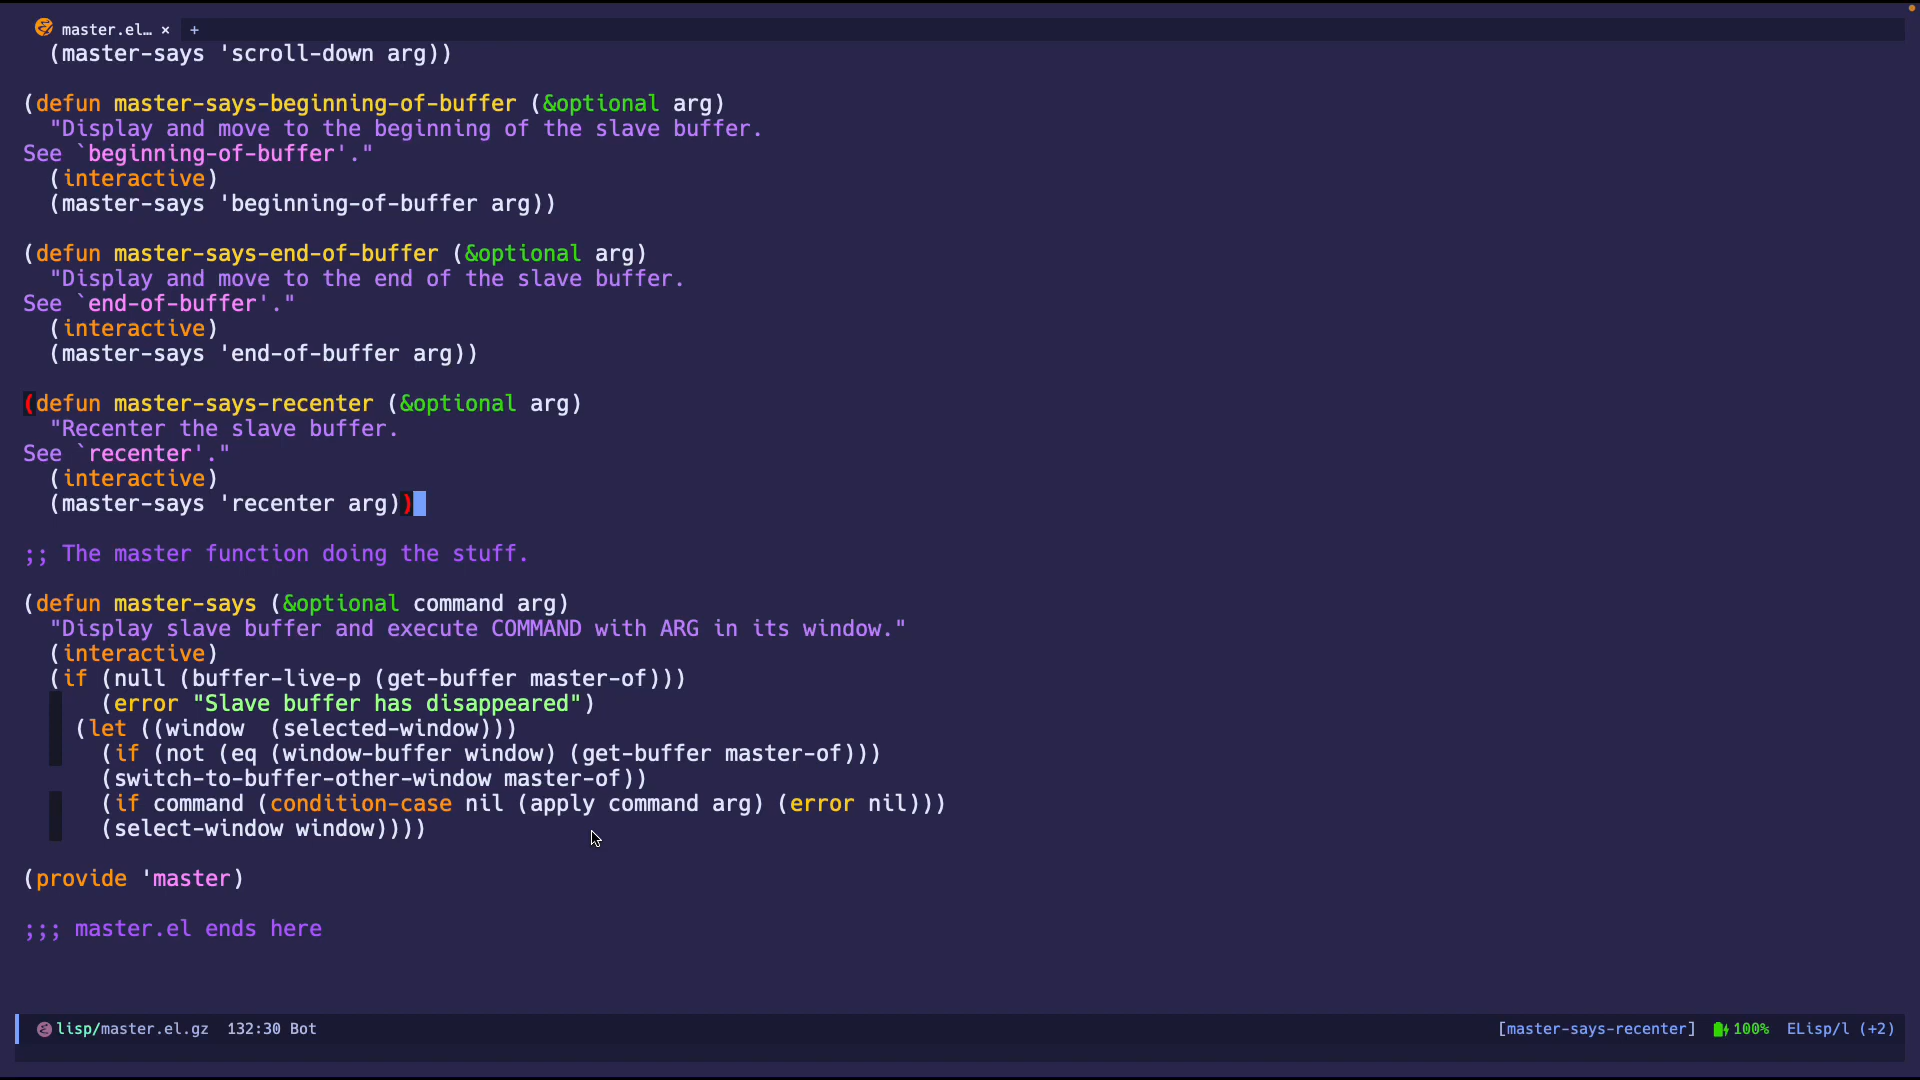 master.el… × +
(master-says 'scroll-down arg))
(defun master-says-beginning-of-buffer (&optional arg)
"Display and move to the beginning of the slave buffer.
See `beginning-of-buffer'."
(interactive)
(master-says 'beginning-of-buffer arg))
(defun master-says-end-of-buffer (&optional arg)
"Display and move to the end of the slave buffer.
See `end-of-buffer'."
(interactive)
(master-says 'end-of-buffer arg))
(defun master-says-recenter (&optional arg)
"Recenter the slave buffer.
See `recenter'."
(interactive)
(master-says 'recenter arg))
;; The master function doing the stuff.
(defun master-says (&optional command arg)
"Display slave buffer and execute COMMAND with ARG in its window."
(interactive)
(if (null (buffer-live-p (get-buffer master-of)))
(error "Slave buffer has disappeared")
(let ((window  (selected-window)))
(if (not (eq (window-buffer window) (get-buffer master-of)))
(switch-to-buffer-other-window master-of))
(if command (condition-case nil (apply command arg) (error nil)))
(select-window window))))
(provide 'master)
;;; master.el ends here
lisp/master.el.gz 132:30 Bot [master-says-recenter] 100% ELisp/l (+2)